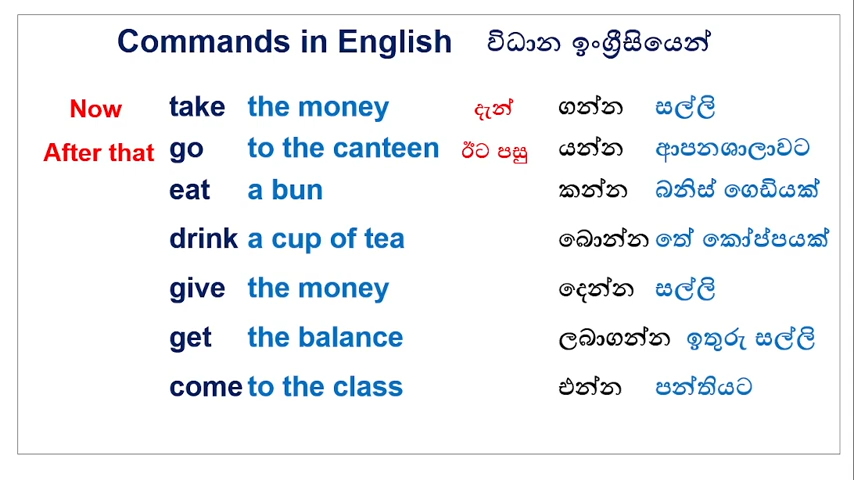 Commands in English විධාන ඉංග්‍රීසියෙන්
Now take the money දැන් ගන්න සල්ලි
After that go to the canteen ඊට පසු යන්න ආපනශාලාවට
eat a bun කන්න බනිස් ගෙඩියක්
drink a cup of tea බොන්න තේ කෝප්පයක්
give the money දෙන්න සල්ලි
get the balance ලබාගන්න ඉතුරු සල්ලි
come to the class එන්න පන්තියට